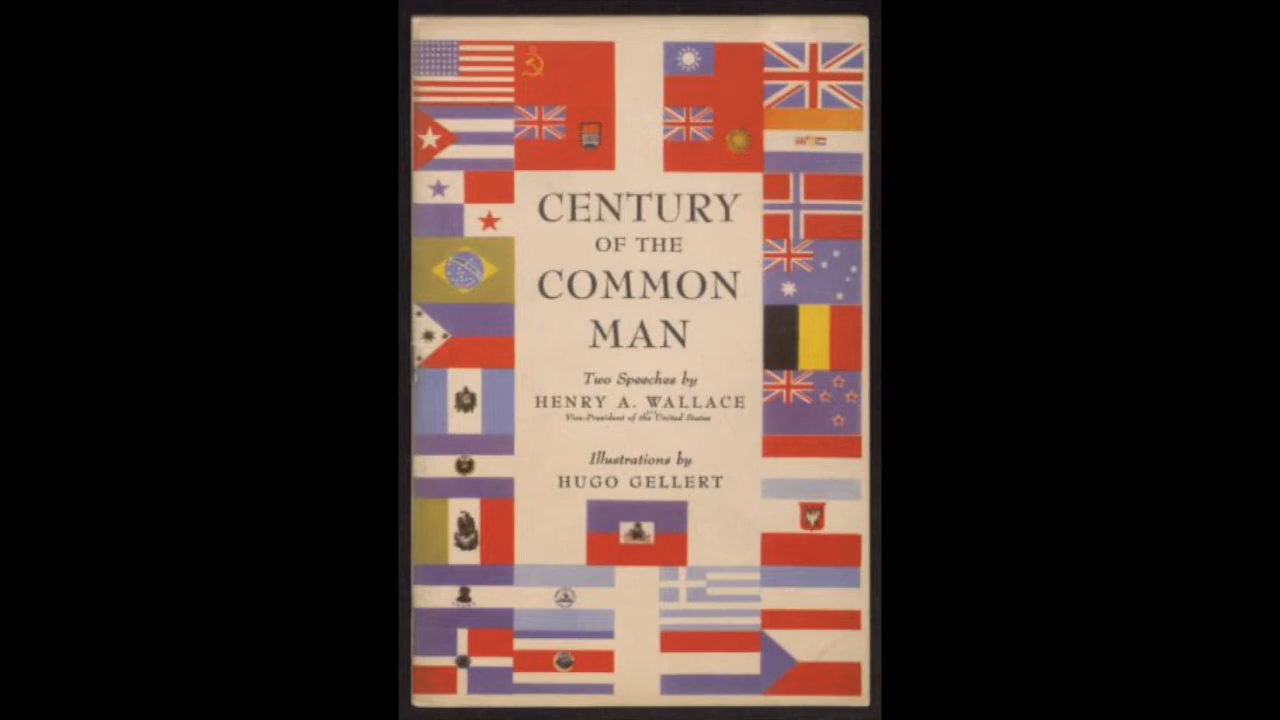 CENTURY
OF THE
COMMON
MAN
Two Speeches by
HENRY A. WALLACE
Vice-President of the United States
Illustrations by
HUGO GELLERT